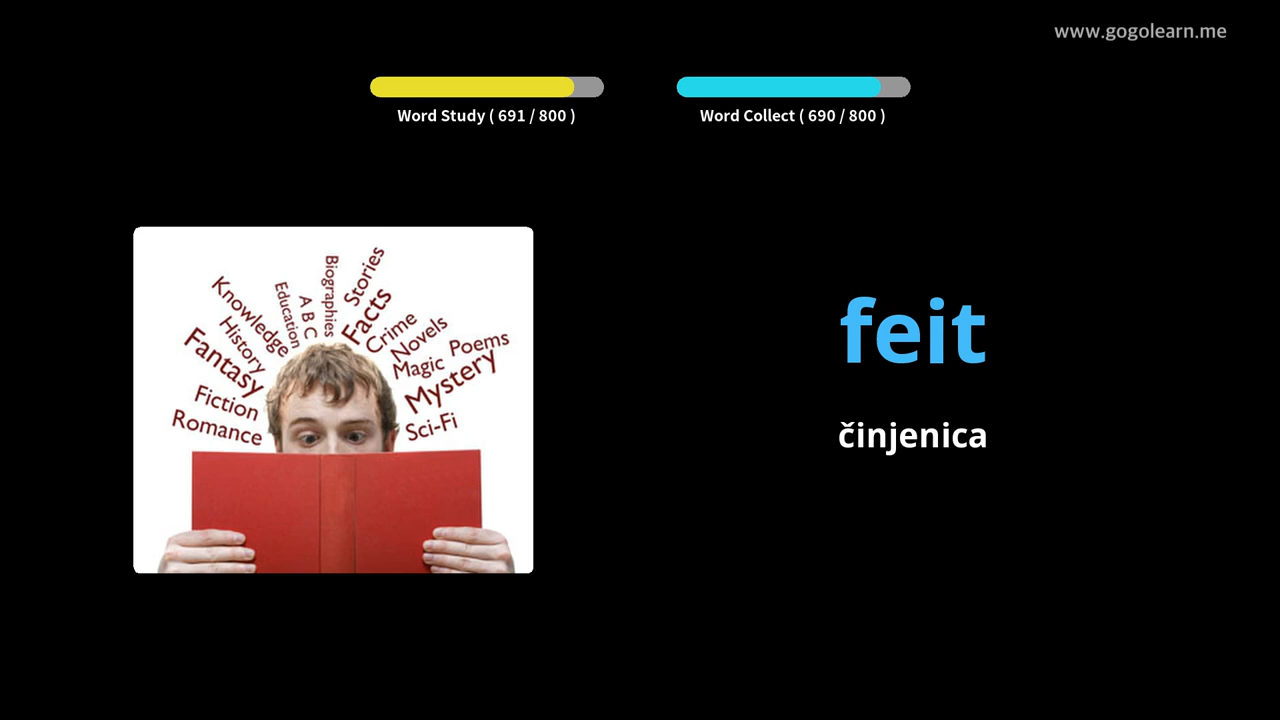 www.gogolearn.me
Word Study ( 691 / 800 )
Word Collect ( 690 / 800 )
Knowledge
Education
A B C
Biographies
Stories
Facts
History
Crime
Novels
Poems
Fantasy
Magic
Mystery
Fiction
Romance
Sci-Fi
feit
činjenica